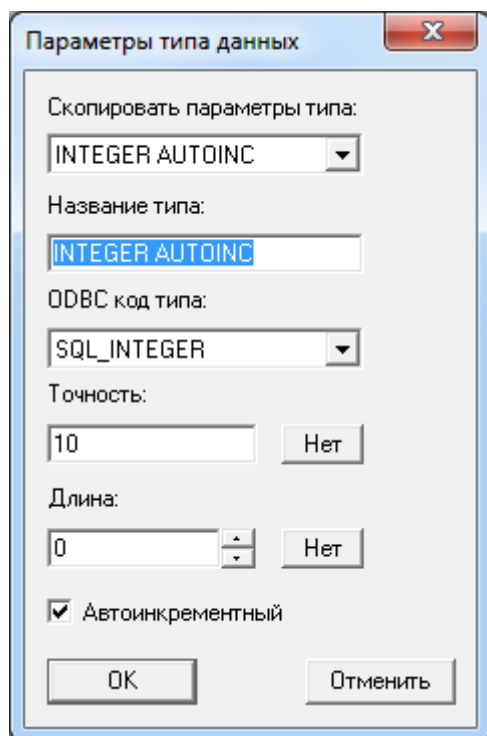 Параметры типа данных
Скопировать параметры типа:
INTEGER AUTOINC
Название типа:
INTEGER AUTOINC
ODBC код типа:
SQL_INTEGER
Точность:
10 Нет
Длина:
0 Нет
Автоинкрементный
OK Отменить